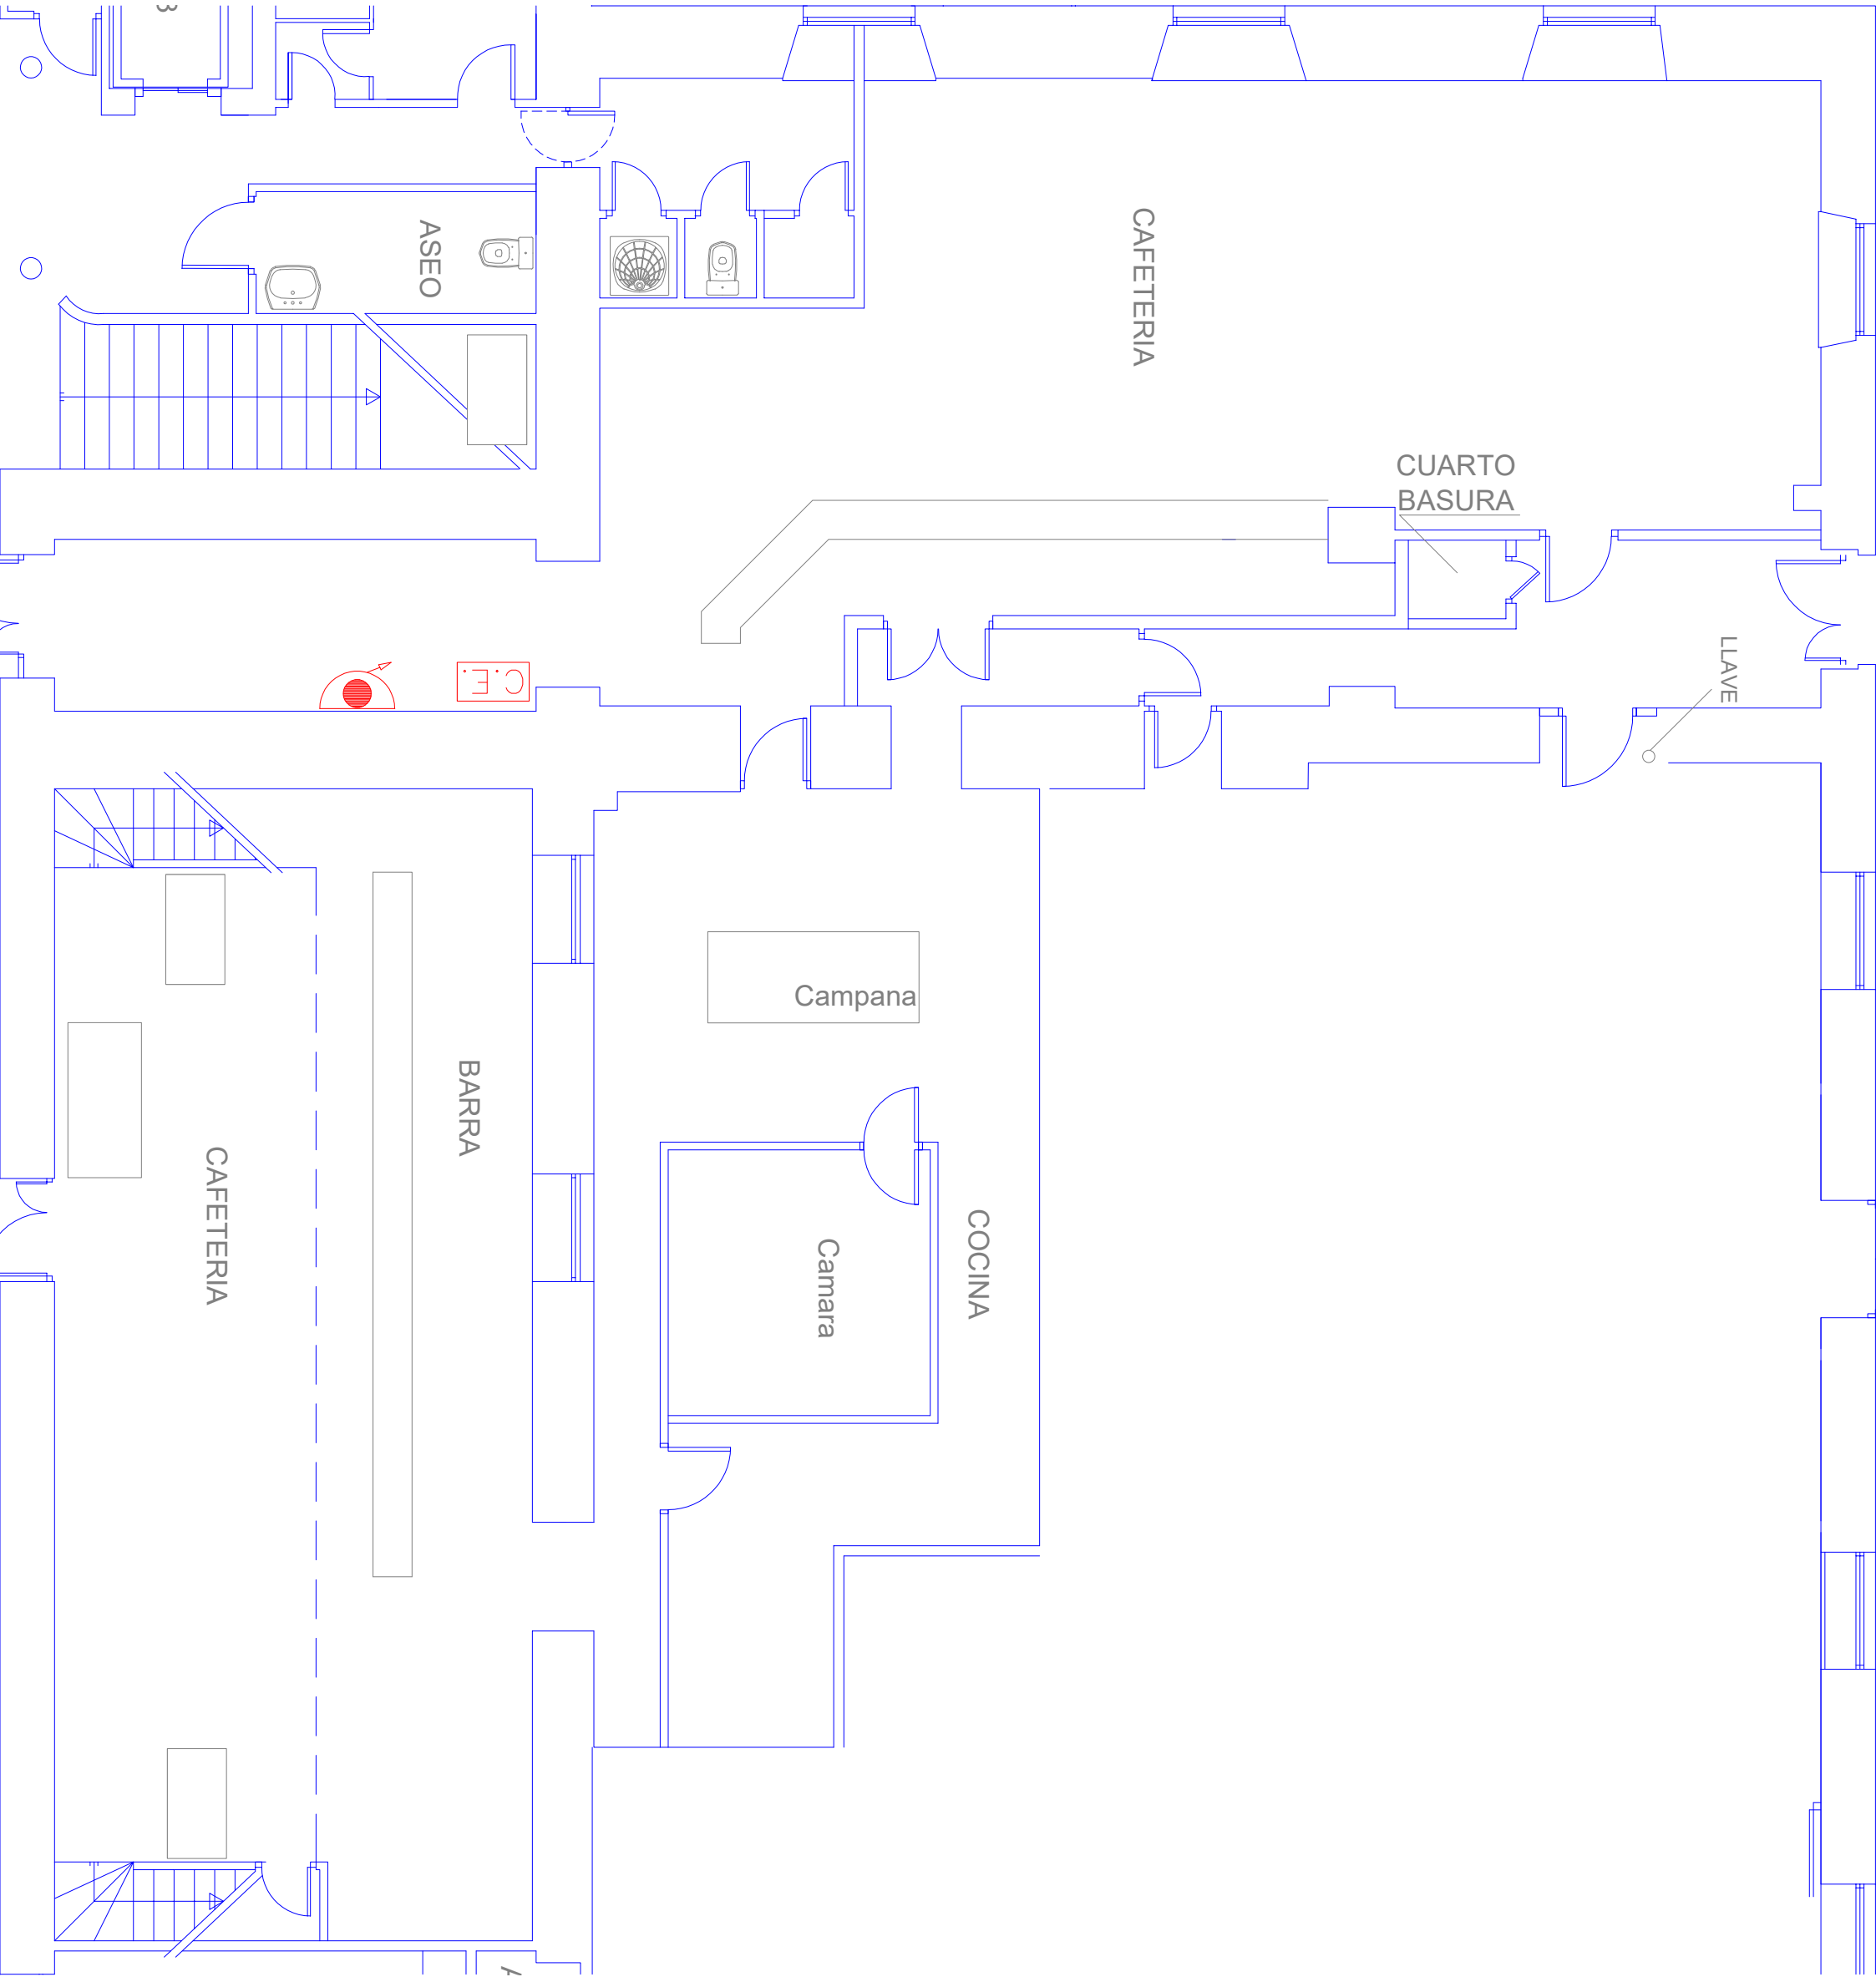 ASEO
CAFETERIA
CUARTO
BASURA
LLAVE
C.E.
Campana
BARRA
CAFETERIA
COCINA
Camara